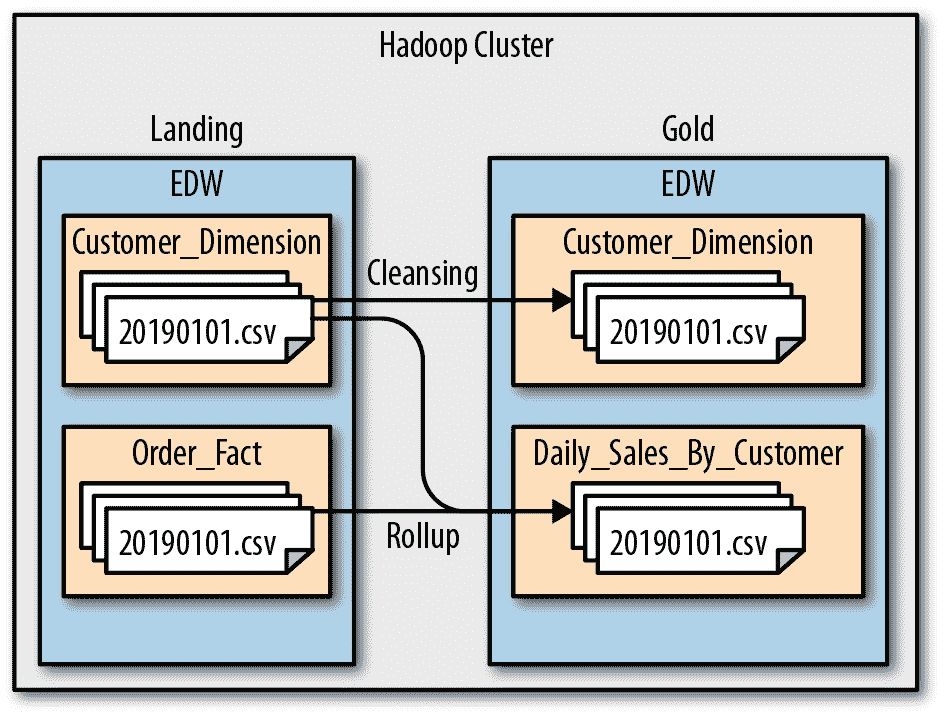 Hadoop Cluster
Landing
EDW
Customer_Dimension
20190101.csv
Order_Fact
20190101.csv
Cleansing
Rollup
Gold
EDW
Customer_Dimension
20190101.csv
Daily_Sales_By_Customer
20190101.csv